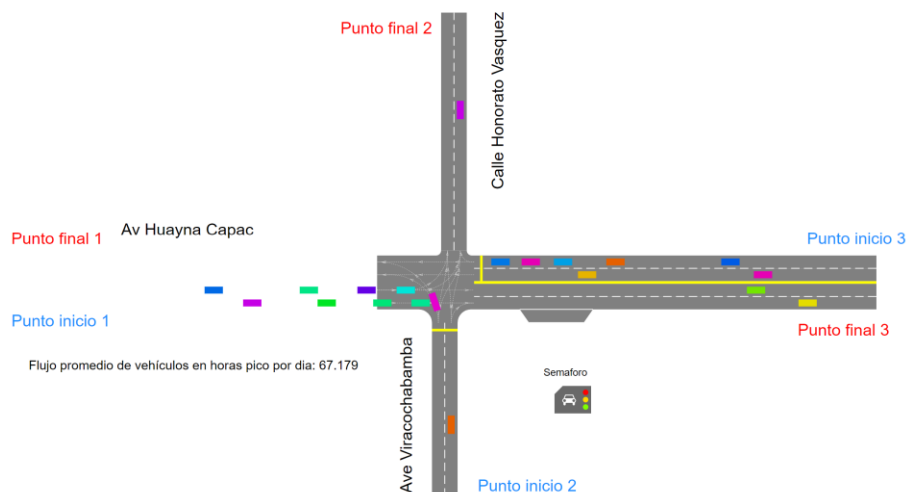 Punto final 2
Calle Honorato Vasquez
Av Huayna Capac
Punto final 1
Punto inicio 3
Punto inicio 1
Punto final 3
Flujo promedio de vehículos en horas pico por dia: 67.179
Semaforo
Ave Viracochabamba
Punto inicio 2